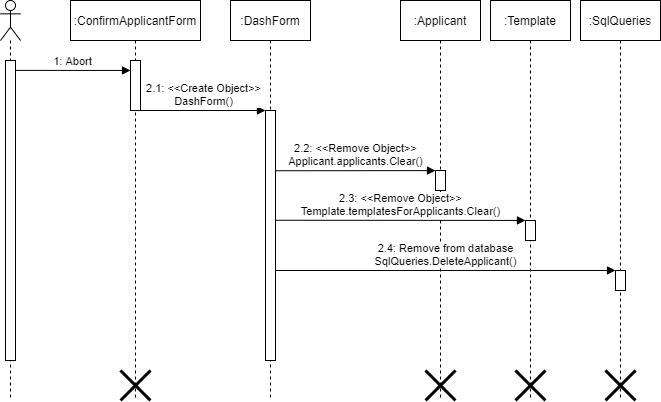 :ConfirmApplicantForm
:DashForm
:Applicant
:Template
:SqlQueries
1: Abort
2.1: <<Create Object>>
DashForm()
2.2: <<Remove Object>>
Applicant.applicants.Clear()
2.3: <<Remove Object>>
Template.templatesForApplicants.Clear()
2.4: Remove from database
SqlQueries.DeleteApplicant()